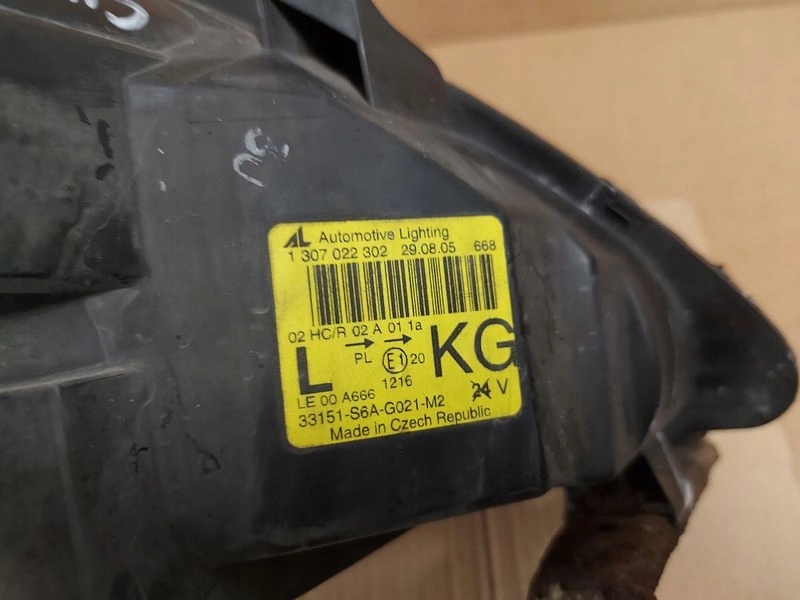 AL Automotive Lighting
1 307 022 302 29.08.05 668
02 HC/R 02 A 01 1a
L PL E1 20 KG
1216
LE 00 A666 24 V
33151-S6A-G021-M2
Made in Czech Republic